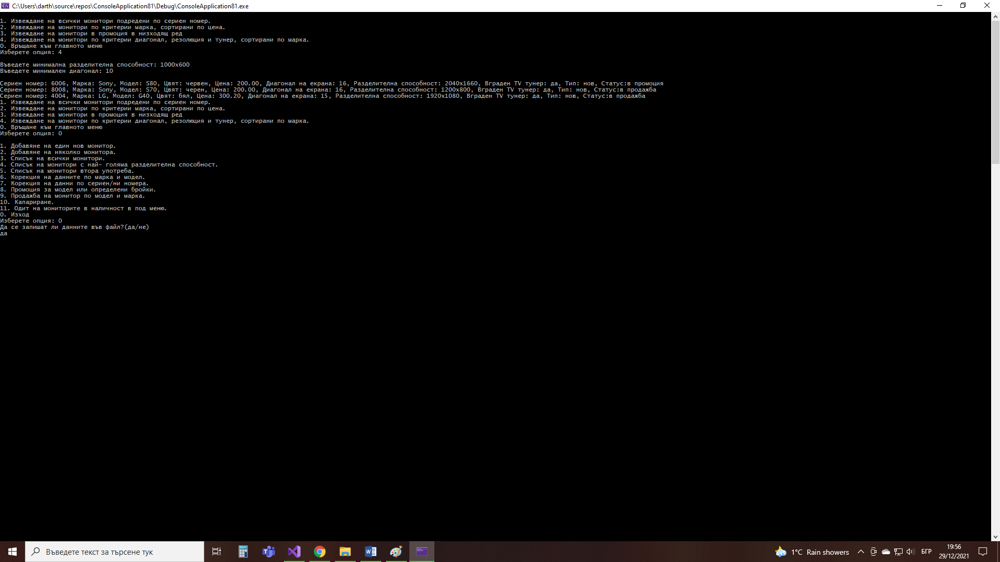 C:\Users\darth\source\repos\ConsoleApplication81\Debug\ConsoleApplication81.exe
1. Извеждане на всички монитори подредени по сериен номер.
2. Извеждане на монитори по критерии марка, сортирани по цена.
3. Извеждане на монитори в промоция в низходящ ред
4. Извеждане на монитори по критерии диагонал, резолюция и тунер, сортирани по марка.
0. Връщане към главното меню
Изберете опция: 4
Въведете минимална разделителна способност: 1000x600
Въведете минимален диагонал: 10
Сериен номер: 6006, Марка: Sony, Модел: S80, Цвят: червен, Цена: 200.00, Диагонал на екрана: 16, Разделителна способност: 2040x1660, Вграден TV тунер: да, Тип: нов, Статус:в промоция
Сериен номер: 8008, Марка: Sony, Модел: S70, Цвят: черен, Цена: 200.00, Диагонал на екрана: 16, Разделителна способност: 1200x800, Вграден TV тунер: да, Тип: нов, Статус:в продажба
Сериен номер: 4004, Марка: LG, Модел: G40, Цвят: бял, Цена: 300.20, Диагонал на екрана: 15, Разделителна способност: 1920x1080, Вграден TV тунер: да, Тип: нов, Статус:в продажба
1. Извеждане на всички монитори подредени по сериен номер.
2. Извеждане на монитори по критерии марка, сортирани по цена.
3. Извеждане на монитори в промоция в низходящ ред
4. Извеждане на монитори по критерии диагонал, резолюция и тунер, сортирани по марка.
0. Връщане към главното меню
Изберете опция: 0
1. Добавяне на един нов монитор.
2. Добавяне на няколко монитора.
3. Списък на всички монитори.
4. Списък на монитори с най- голяма разделителна способност.
5. Списък на монитори втора употреба.
6. Корекция на данните по марка и модел.
7. Корекция на данни по сериен/ни номера.
8. Промоция за модел или определени бройки.
9. Продажба на монитор по модел и марка.
10. Капариране.
11. Одит на мониторите в наличност в под меню.
0. Изход
Изберете опция: 0
Да се запишат ли данните във файл?(да/не)
да
Въведете текст за търсене тук
1°C Rain showers
БГР
19:56
29/12/2021